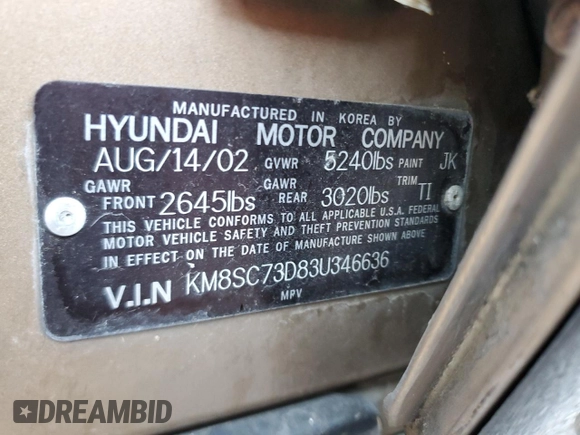 MANUFACTURED IN KOREA BY
HYUNDAI MOTOR COMPANY
AUG/14/02 GVWR 5240lbs PAINT JK
GAWR FRONT 2645lbs GAWR REAR 3020lbs TRIM TI
THIS VEHICLE CONFORMS TO ALL APPLICABLE U.S.A. FEDERAL
MOTOR VEHICLE SAFETY AND THEFT PREVENTION STANDARDS
IN EFFECT ON THE DATE OF MANUFACTURE SHOWN ABOVE
V.I.N KM8SC73D83U346636
MPV
DREAMBID